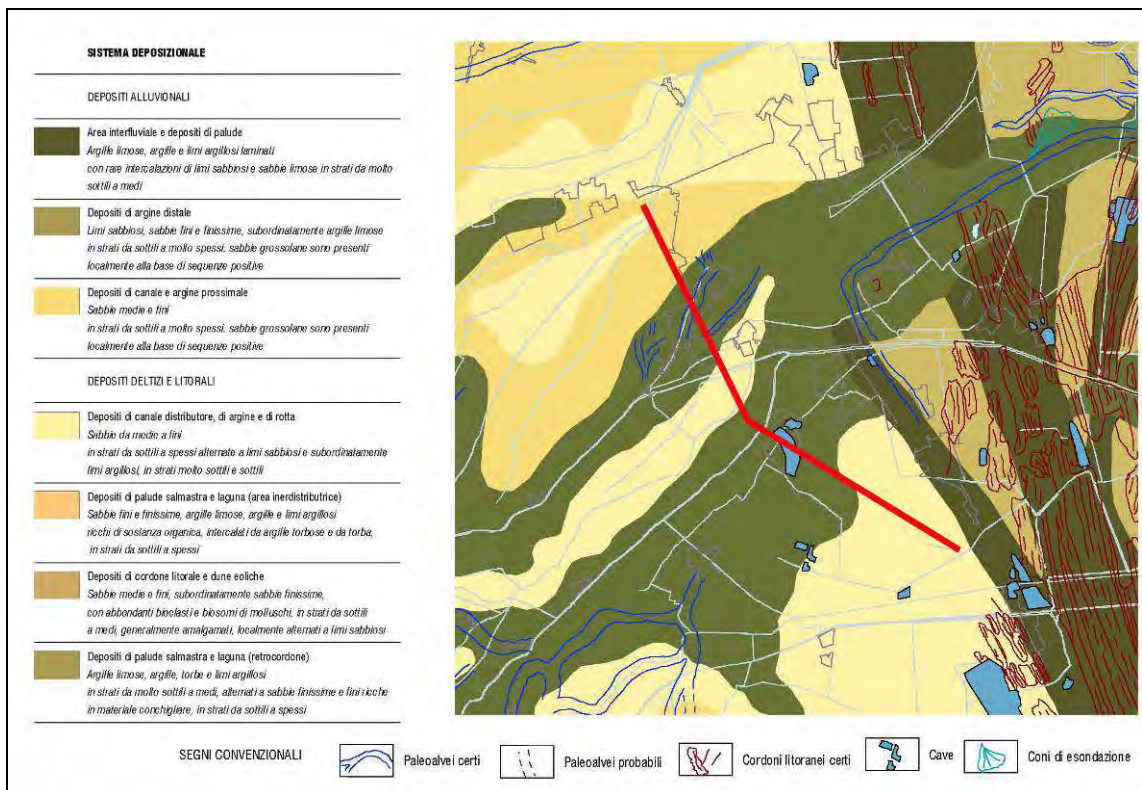 SISTEMA DEPOSIZIONALE
DEPOSITI ALLUVIONALI
Area interfluviale e depositi di palude
Argille limose, argille e limi argillosi laminati
con rare intercalazioni di limi sabbiosi e sabbie limose in strati da molto
sottili a medi
Depositi di argine distale
Limi sabbiosi, sabbie fini e finissime, subordinatamente argille limose
in strati da sottili a molto spessi. sabbie grossolane sono presenti
localmente alla base di sequenze positive
Depositi di canale e argine prossimale
Sabbie medie e fini
in strati da sottili a molto spessi. sabbie grossolane sono presenti
localmente alla base di sequenze positive
DEPOSITI DELTIZI E LITORALI
Depositi di canale distributore, di argine e di rotta
Sabbie da medie a fini
in strati da sottili a spessi alternate a limi sabbiosi e subordinatamente
limi argillosi, in strati molto sottili e sottili
Depositi di palude salmastra e laguna (area inerdistributrice)
Sabbie fini e finissime, argille limose, argille e limi argillosi
ricchi di sostanza organica, intercalati da argille torbose e da torba,
in strati da sottili a spessi
Depositi di cordone litorale e dune eoliche
Sabbie medie e fini, subordinatamente sabbie finissime,
con abbondanti bioclasti e biosomi di molluschi, in strati da sottili
a medi, generalmente amalgamati, localmente alternati a limi sabbiosi
Depositi di palude salmastra e laguna (retrocordone)
Argille limose, argille, torbe e limi argillosi
in strati da molto sottili a medi, alternati a sabbie finissime e fini ricche
in materiale conchigliare, in strati da sottili a spessi
SEGNI CONVENZIONALI
Paleoalvei certi
Paleoalvei probabili
Cordoni litoranei certi
Cave
Coni di esondazione